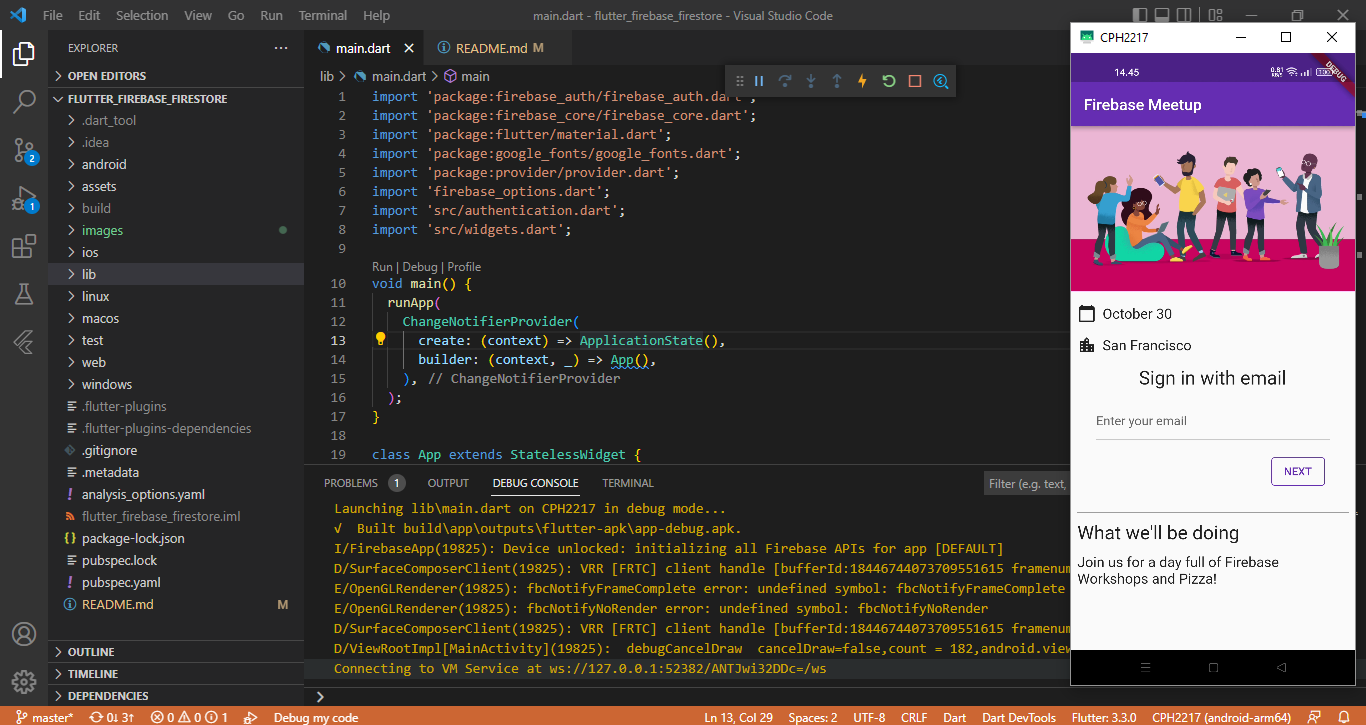 File Edit Selection View Go Run Terminal Help
main.dart - flutter_firebase_firestore - Visual Studio Code
EXPLORER
OPEN EDITORS
FLUTTER_FIREBASE_FIRESTORE
.dart_tool
.idea
android
assets
build
images
ios
lib
linux
macos
test
web
windows
.flutter-plugins
.flutter-plugins-dependencies
.gitignore
.metadata
analysis_options.yaml
flutter_firebase_firestore.iml
package-lock.json
pubspec.lock
pubspec.yaml
README.md M
OUTLINE
TIMELINE
DEPENDENCIES
2
1
main.dart
README.md M
lib > main.dart > main
1 import 'package:firebase_auth/firebase_auth.dart';
2 import 'package:firebase_core/firebase_core.dart';
3 import 'package:flutter/material.dart';
4 import 'package:google_fonts/google_fonts.dart';
5 import 'package:provider/provider.dart';
6 import 'firebase_options.dart';
7 import 'src/authentication.dart';
8 import 'src/widgets.dart';
9
Run | Debug | Profile
10 void main() {
11 runApp(
12 ChangeNotifierProvider(
13 create: (context) => ApplicationState(),
14 builder: (context, _) => App(),
15 ), // ChangeNotifierProvider
16 );
17 }
18
19 class App extends StatelessWidget {
PROBLEMS 1 OUTPUT DEBUG CONSOLE TERMINAL
Filter (e.g. text,
Launching lib\main.dart on CPH2217 in debug mode...
√ Built build\app\outputs\flutter-apk\app-debug.apk.
I/FirebaseApp(19825): Device unlocked: initializing all Firebase APIs for app [DEFAULT]
D/SurfaceComposerClient(19825): VRR [FRTC] client handle [bufferId:18446744073709551615 framenum
E/OpenGLRenderer(19825): fbcNotifyFrameComplete error: undefined symbol: fbcNotifyFrameComplete
E/OpenGLRenderer(19825): fbcNotifyNoRender error: undefined symbol: fbcNotifyNoRender
D/SurfaceComposerClient(19825): VRR [FRTC] client handle [bufferId:18446744073709551615 framenum
D/ViewRootImpl[MainActivity](19825): debugCancelDraw cancelDraw=false,count = 182,android.view
Connecting to VM Service at ws://127.0.0.1:52382/ANTJwi32DDc=/ws
CPH2217
14.45
DEBUG
Firebase Meetup
October 30
San Francisco
Sign in with email
Enter your email
NEXT
What we'll be doing
Join us for a day full of Firebase
Workshops and Pizza!
master* 0↓ 3↑ 0 0 1 Debug my code
Ln 13, Col 29 Spaces: 2 UTF-8 CRLF Dart Dart DevTools Flutter: 3.3.0 CPH2217 (android-arm64)